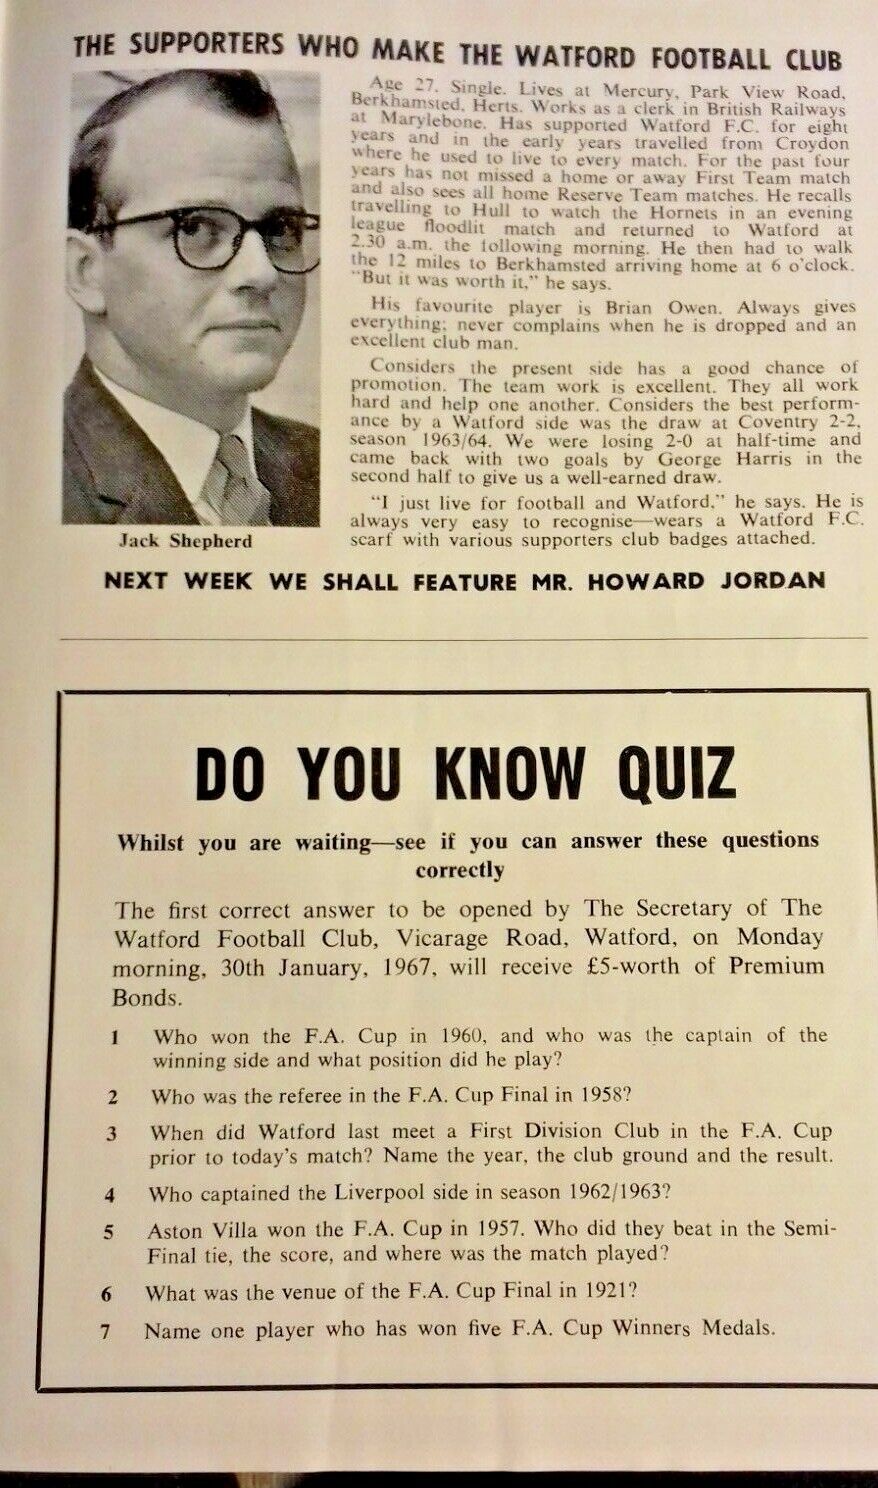 THE SUPPORTERS WHO MAKE THE WATFORD FOOTBALL CLUB
Age 27. Single. Lives at Mercury, Park View Road,
Berkhamsted, Herts. Works as a clerk in British Railways
at Marylebone. Has supported Watford F.C. for eight
years and in the early years travelled from Croydon
where he used to live to every match. For the past four
years has not missed a home or away First Team match
and also sees all home Reserve Team matches. He recalls
travelling to Hull to watch the Hornets in an evening
league floodlit match and returned to Watford at
2.30 a.m. the following morning. He then had to walk
the 12 miles to Berkhamsted arriving home at 6 o'clock.
"But it was worth it," he says.
His favourite player is Brian Owen. Always gives
everything; never complains when he is dropped and an
excellent club man.
Considers the present side has a good chance of
promotion. The team work is excellent. They all work
hard and help one another. Considers the best perform-
ance by a Watford side was the draw at Coventry 2-2,
season 1963/64. We were losing 2-0 at half-time and
came back with two goals by George Harris in the
second half to give us a well-earned draw.
"I just live for football and Watford," he says. He is
always very easy to recognise—wears a Watford F.C.
scarf with various supporters club badges attached.
Jack Shepherd
NEXT WEEK WE SHALL FEATURE MR. HOWARD JORDAN
DO YOU KNOW QUIZ
Whilst you are waiting—see if you can answer these questions
correctly
The first correct answer to be opened by The Secretary of The
Watford Football Club, Vicarage Road, Watford, on Monday
morning, 30th January, 1967, will receive £5-worth of Premium
Bonds.
1 Who won the F.A. Cup in 1960, and who was the captain of the
winning side and what position did he play?
2 Who was the referee in the F.A. Cup Final in 1958?
3 When did Watford last meet a First Division Club in the F.A. Cup
prior to today's match? Name the year, the club ground and the result.
4 Who captained the Liverpool side in season 1962/1963?
5 Aston Villa won the F.A. Cup in 1957. Who did they beat in the Semi-
Final tie, the score, and where was the match played?
6 What was the venue of the F.A. Cup Final in 1921?
7 Name one player who has won five F.A. Cup Winners Medals.